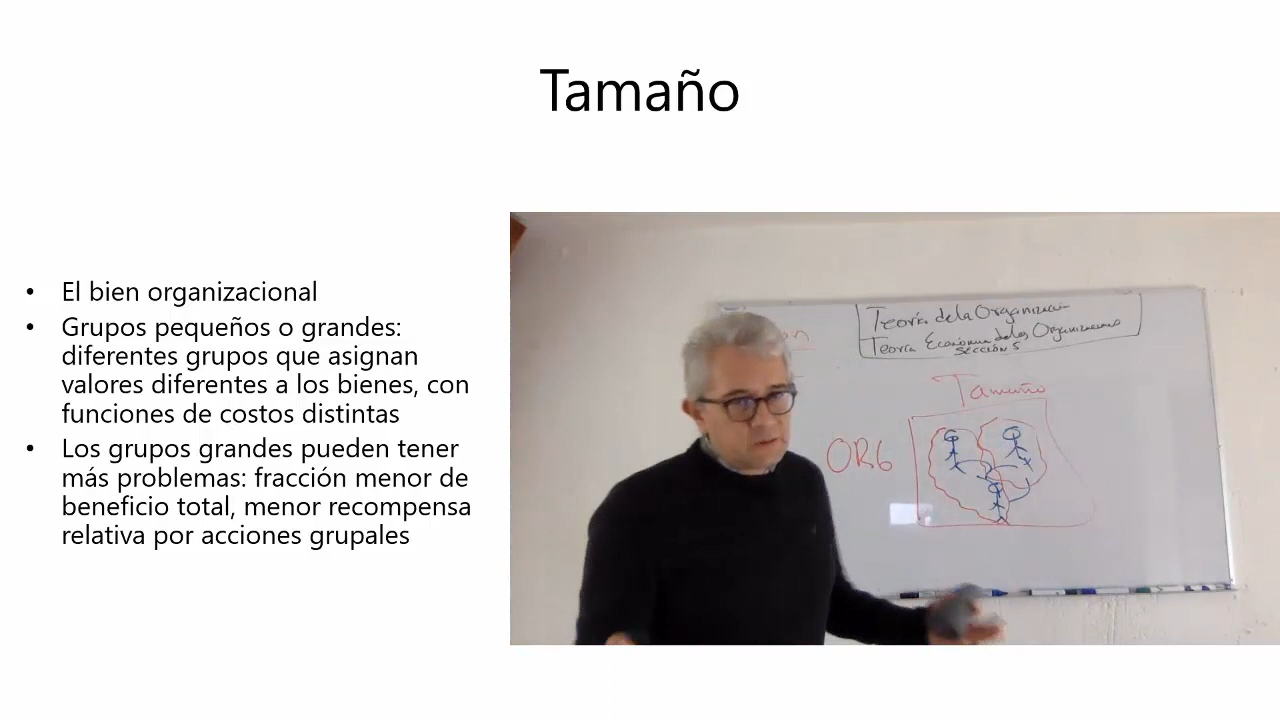 Tamaño
• El bien organizacional
• Grupos pequeños o grandes:
diferentes grupos que asignan
valores diferentes a los bienes, con
funciones de costos distintas
• Los grupos grandes pueden tener
más problemas: fracción menor de
beneficio total, menor recompensa
relativa por acciones grupales
Teoría de la Organización
Teoría Económica de las Organizaciones
SECCIÓN 5
Tamaño
ORG